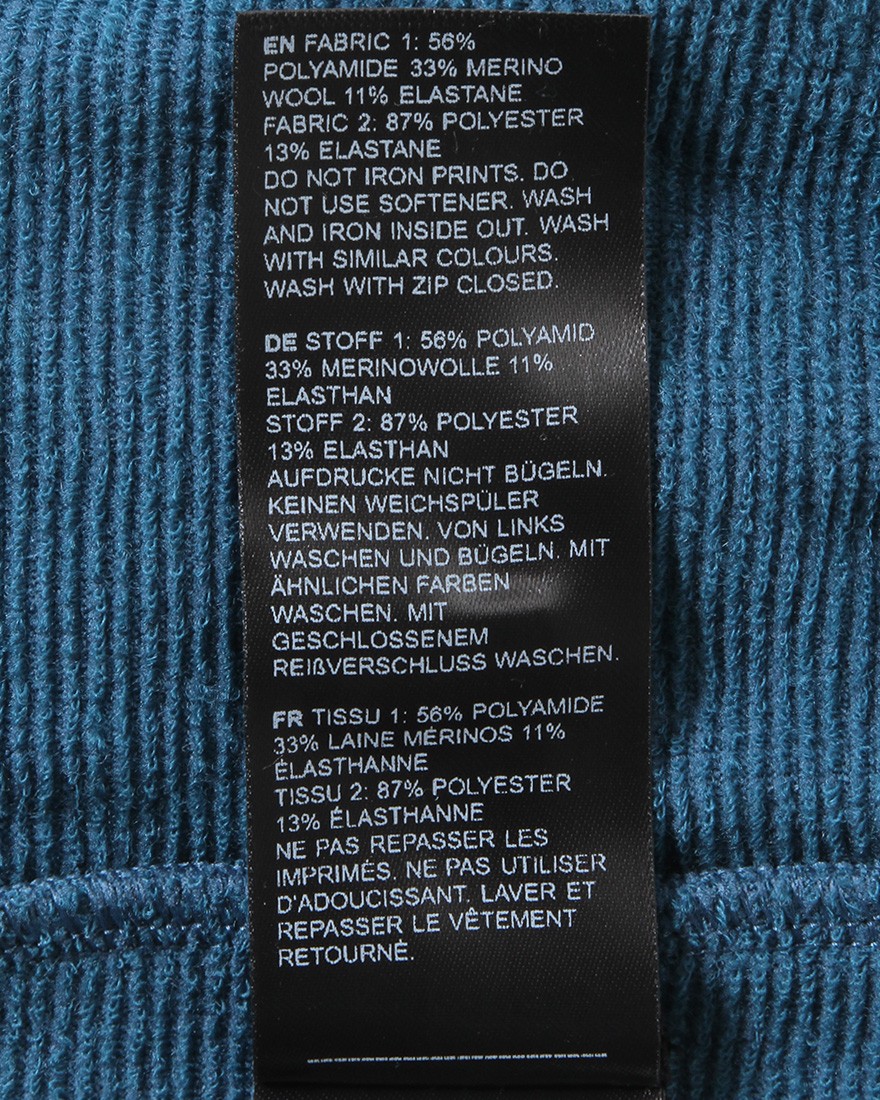 EN FABRIC 1: 56%
POLYAMIDE 33% MERINO
WOOL 11% ELASTANE
FABRIC 2: 87% POLYESTER
13% ELASTANE
DO NOT IRON PRINTS. DO
NOT USE SOFTENER. WASH
AND IRON INSIDE OUT. WASH
WITH SIMILAR COLOURS.
WASH WITH ZIP CLOSED.
DE STOFF 1: 56% POLYAMID
33% MERINOWOLLE 11%
ELASTHAN
STOFF 2: 87% POLYESTER
13% ELASTHAN
AUFDRUCKE NICHT BÜGELN.
KEINEN WEICHSPÜLER
VERWENDEN. VON LINKS
WASCHEN UND BÜGELN. MIT
ÄHNLICHEN FARBEN
WASCHEN. MIT
GESCHLOSSENEM
REIßVERSCHLUSS WASCHEN.
FR TISSU 1: 56% POLYAMIDE
33% LAINE MÉRINOS 11%
ÉLASTHANNE
TISSU 2: 87% POLYESTER
13% ÉLASTHANNE
NE PAS REPASSER LES
IMPRIMÉS. NE PAS UTILISER
D'ADOUCISSANT. LAVER ET
REPASSER LE VÊTEMENT
RETOURNÉ.